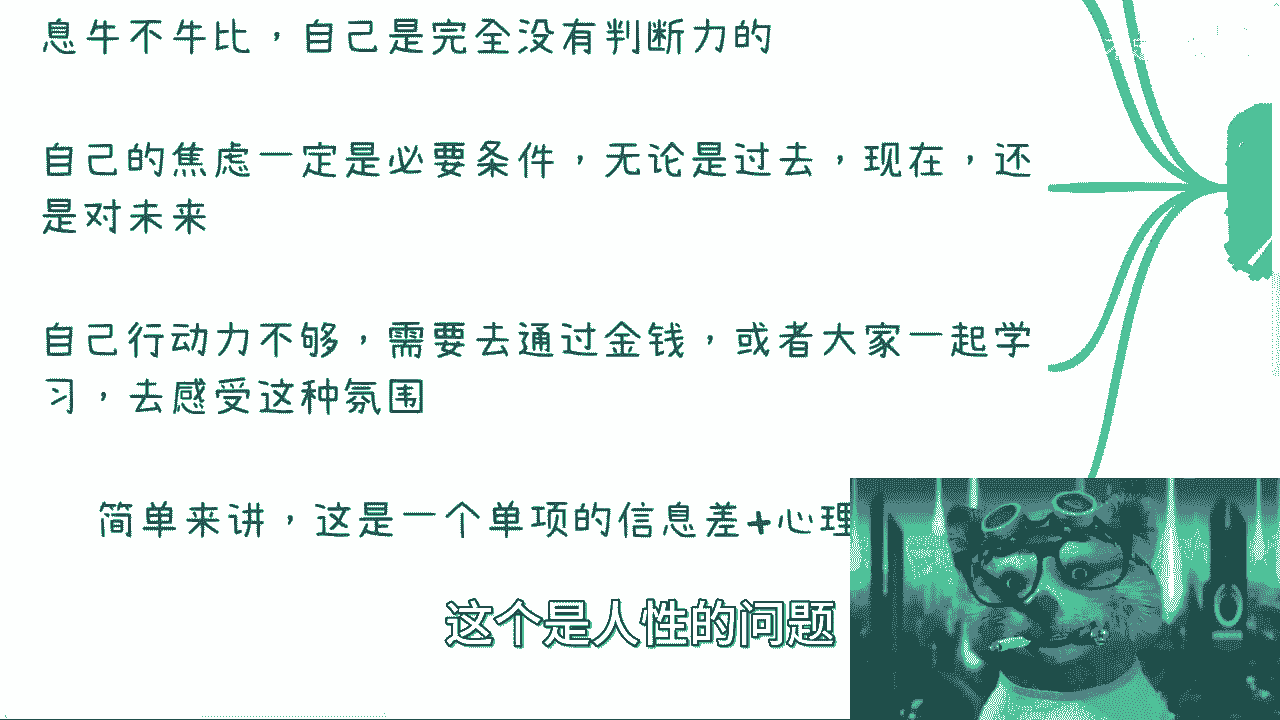 息牛不牛比，自己是完全没有判断力的
自己的焦虑一定是必要条件，无论是过去，现在，还
是对未来
自己行动力不够，需要去通过金钱，或者大家一起学
习，去感受这种氛围
简单来讲，这是一个单项的信息差+心理
这个是人性的问题